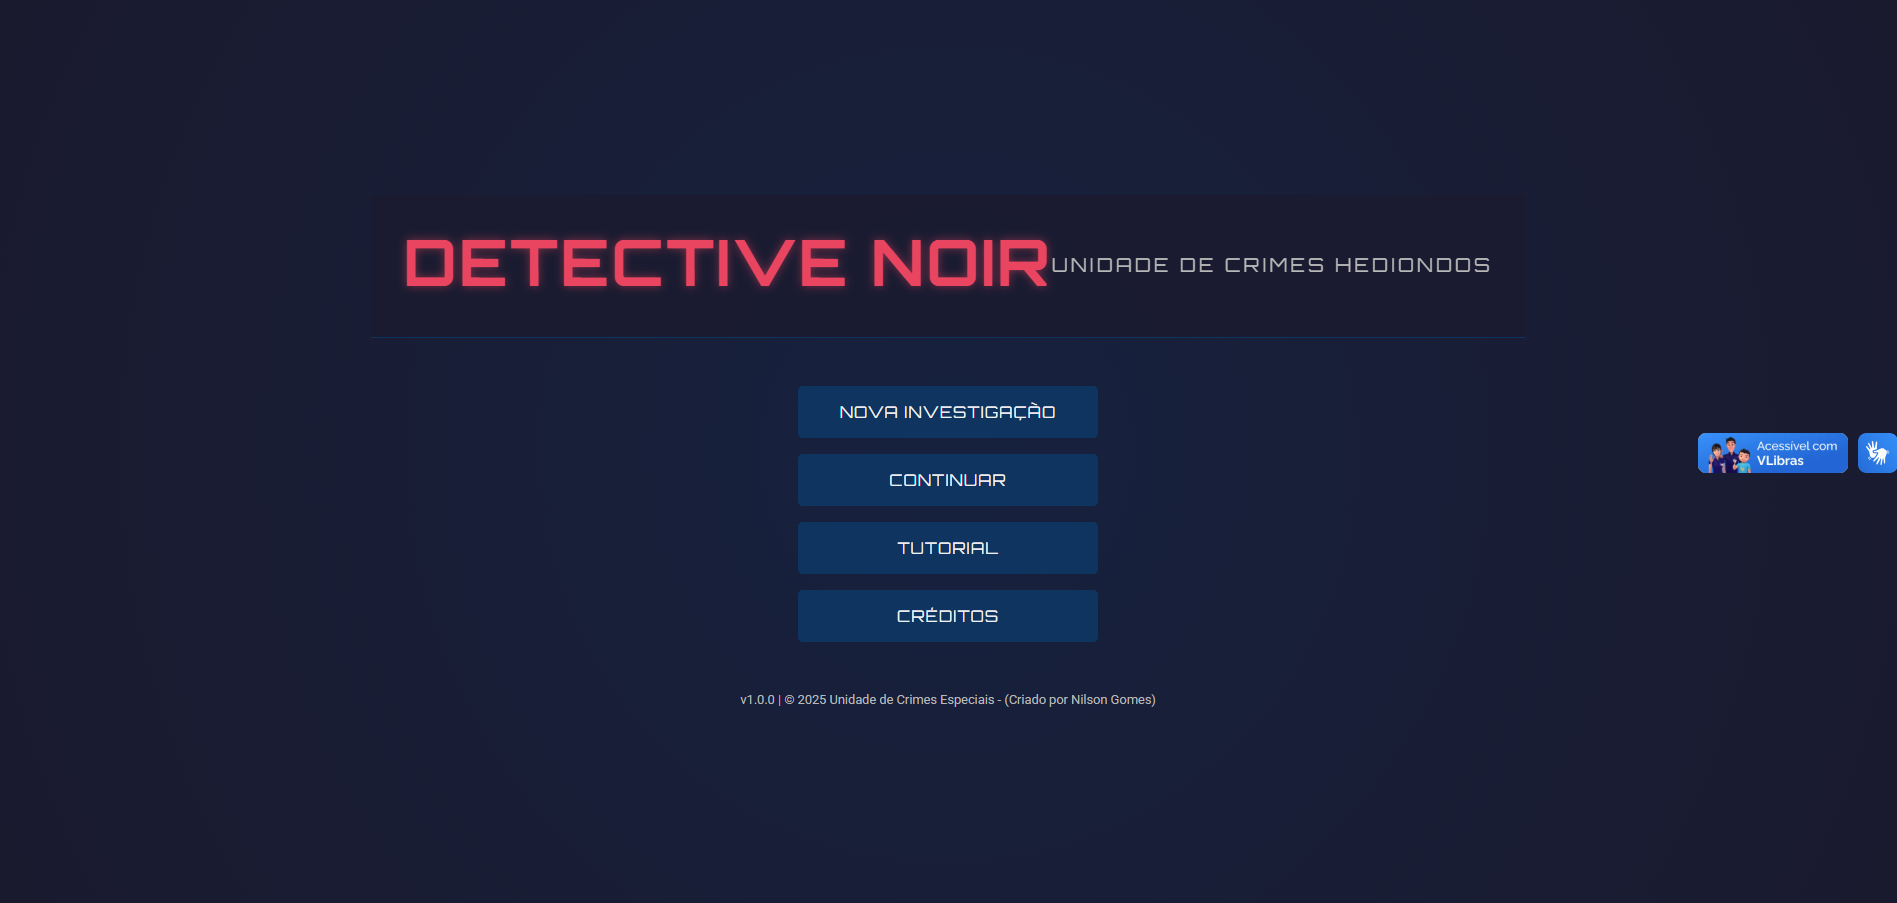 DETECTIVE NOIR UNIDADE DE CRIMES HEDIONDOS
NOVA INVESTIGAÇÃO
CONTINUAR
TUTORIAL
CRÉDITOS
Acessível com
VLibras
v1.0.0 | © 2025 Unidade de Crimes Especiais - (Criado por Nilson Gomes)